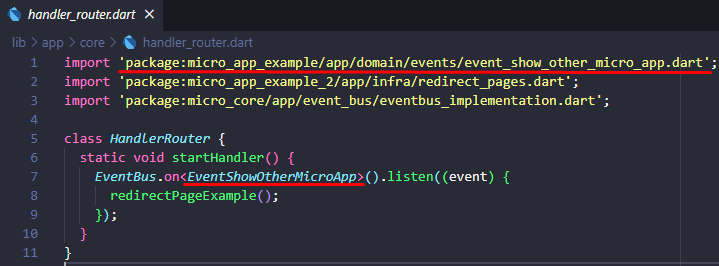 handler_router.dart ×
lib > app > core > handler_router.dart
1 import 'package:micro_app_example/app/domain/events/event_show_other_micro_app.dart';
2 import 'package:micro_app_example_2/app/infra/redirect_pages.dart';
3 import 'package:micro_core/app/event_bus/eventbus_implementation.dart';
4
5 class HandlerRouter {
6 static void startHandler() {
7 EventBus.on<EventShowOtherMicroApp>().listen((event) {
8 redirectPageExample();
9 });
10 }
11 }